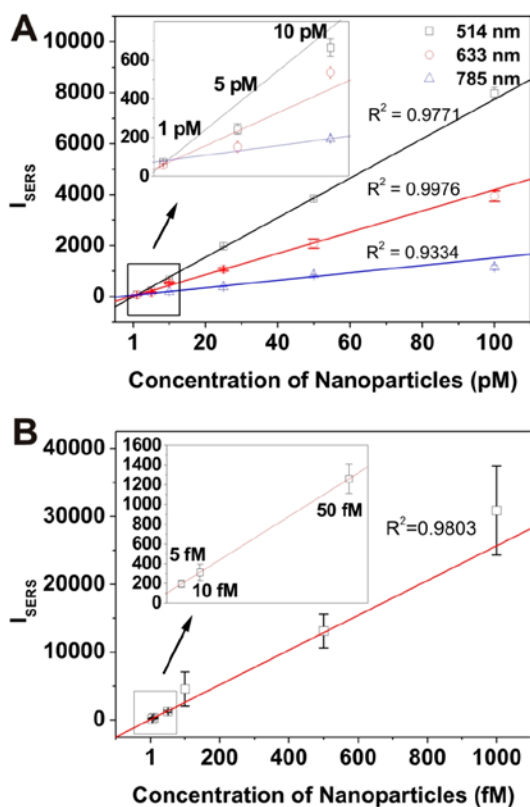 A
10000
8000
6000
4000
2000
0
I_SERS
600
400
200
0
1 pM
5 pM
10 pM
514 nm
633 nm
785 nm
R² = 0.9771
R² = 0.9976
R² = 0.9334
1 20 40 60 80 100
Concentration of Nanoparticles (pM)
B
40000
30000
20000
10000
0
I_SERS
1600
1400
1200
1000
800
600
400
200
0
5 fM
10 fM
50 fM
R²=0.9803
1 200 400 600 800 1000
Concentration of Nanoparticles (fM)